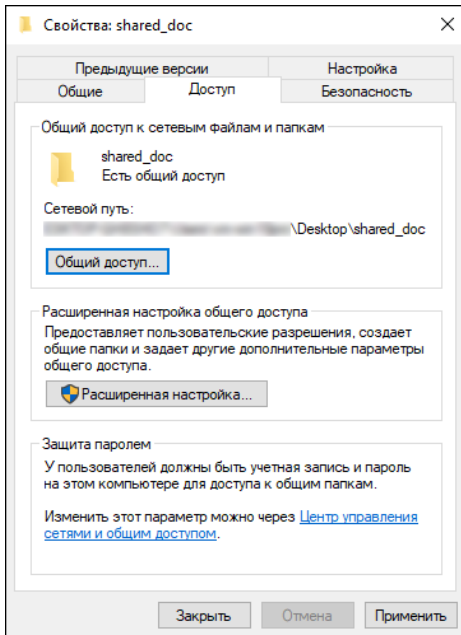 Свойства: shared_doc
Предыдущие версии
Настройка
Общие
Доступ
Безопасность
Общий доступ к сетевым файлам и папкам
shared_doc
Есть общий доступ
Сетевой путь:
\Desktop\shared_doc
Общий доступ...
Расширенная настройка общего доступа
Предоставляет пользовательские разрешения, создает
общие папки и задает другие дополнительные параметры
общего доступа.
Расширенная настройка...
Защита паролем
У пользователей должны быть учетная запись и пароль
на этом компьютере для доступа к общим папкам.
Изменить этот параметр можно через Центр управления
сетями и общим доступом.
Закрыть
Отмена
Применить